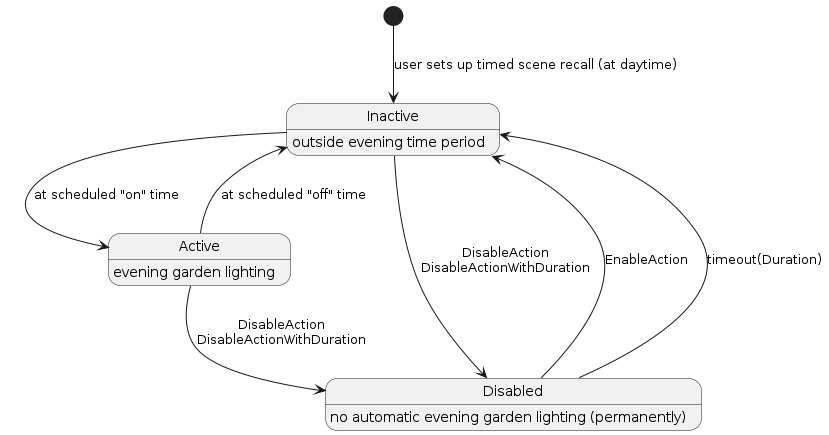 user sets up timed scene recall (at daytime)
Inactive
outside evening time period
at scheduled "on" time
at scheduled "off" time
Active
evening garden lighting
DisableAction
DisableActionWithDuration
EnableAction
timeout(Duration)
DisableAction
DisableActionWithDuration
Disabled
no automatic evening garden lighting (permanently)